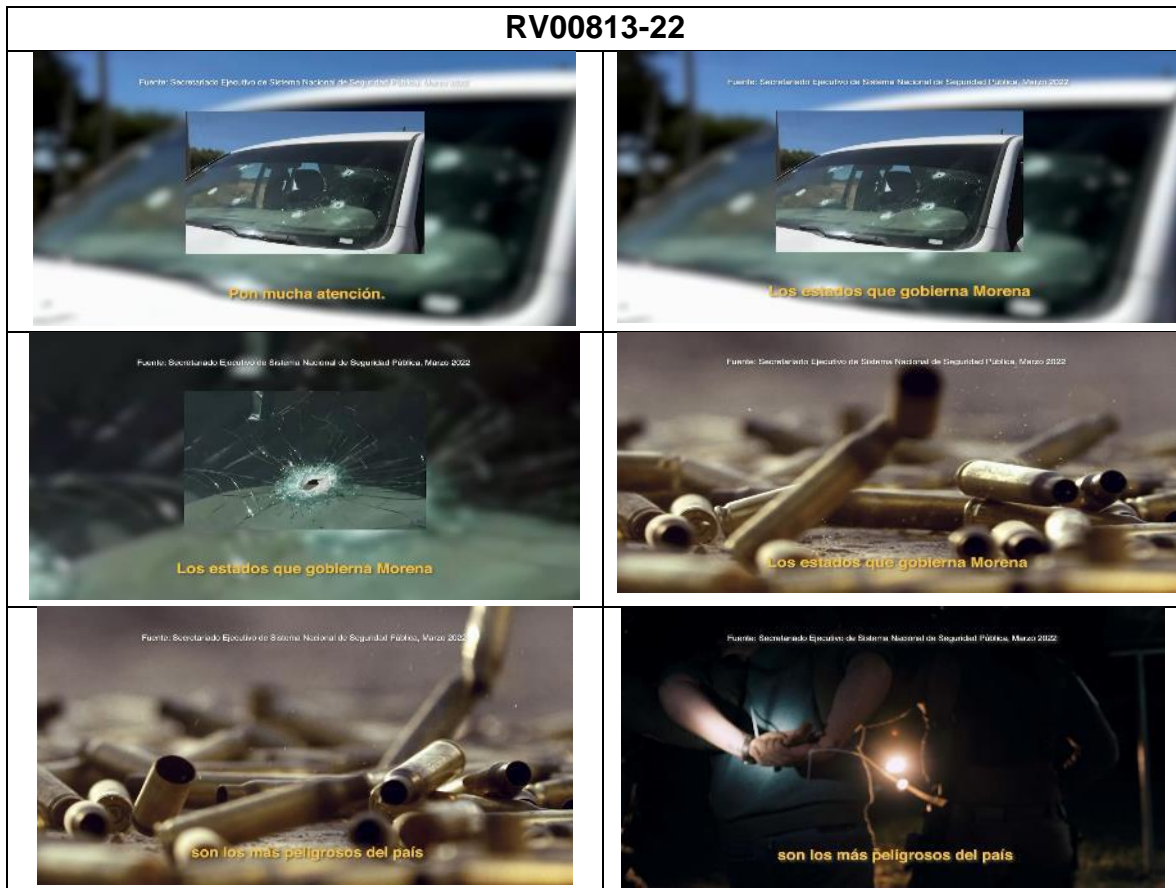 RV00813-22
Fuente: Secretariado Ejecutivo de Sistema Nacional de Seguridad Pública, Marzo 2022
Pon mucha atención.
Fuente: Secretariado Ejecutivo de Sistema Nacional de Seguridad Pública, Marzo 2022
Los estados que gobierna Morena
Fuente: Secretariado Ejecutivo de Sistema Nacional de Seguridad Pública, Marzo 2022
Los estados que gobierna Morena
Fuente: Secretariado Ejecutivo de Sistema Nacional de Seguridad Pública, Marzo 2022
Los estados que gobierna Morena
Fuente: Secretariado Ejecutivo de Sistema Nacional de Seguridad Pública, Marzo 2022
son los más peligrosos del país
Fuente: Secretariado Ejecutivo de Sistema Nacional de Seguridad Pública, Marzo 2022
son los más peligrosos del país